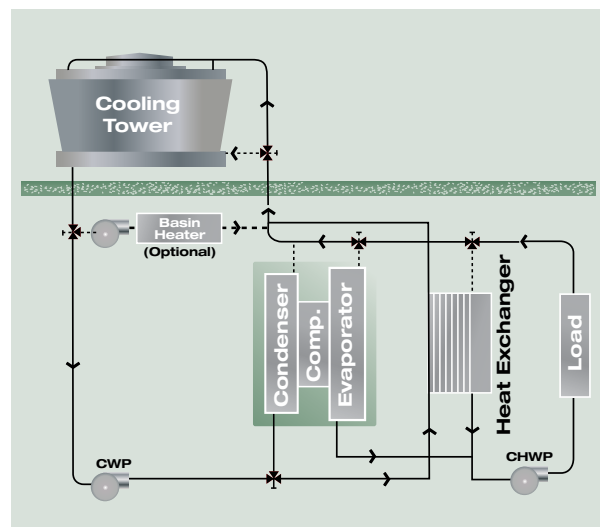 Cooling
Tower
Basin
Heater
(Optional)
Condenser
Comp.
Evaporator
Heat Exchanger
Load
CWP
CHWP